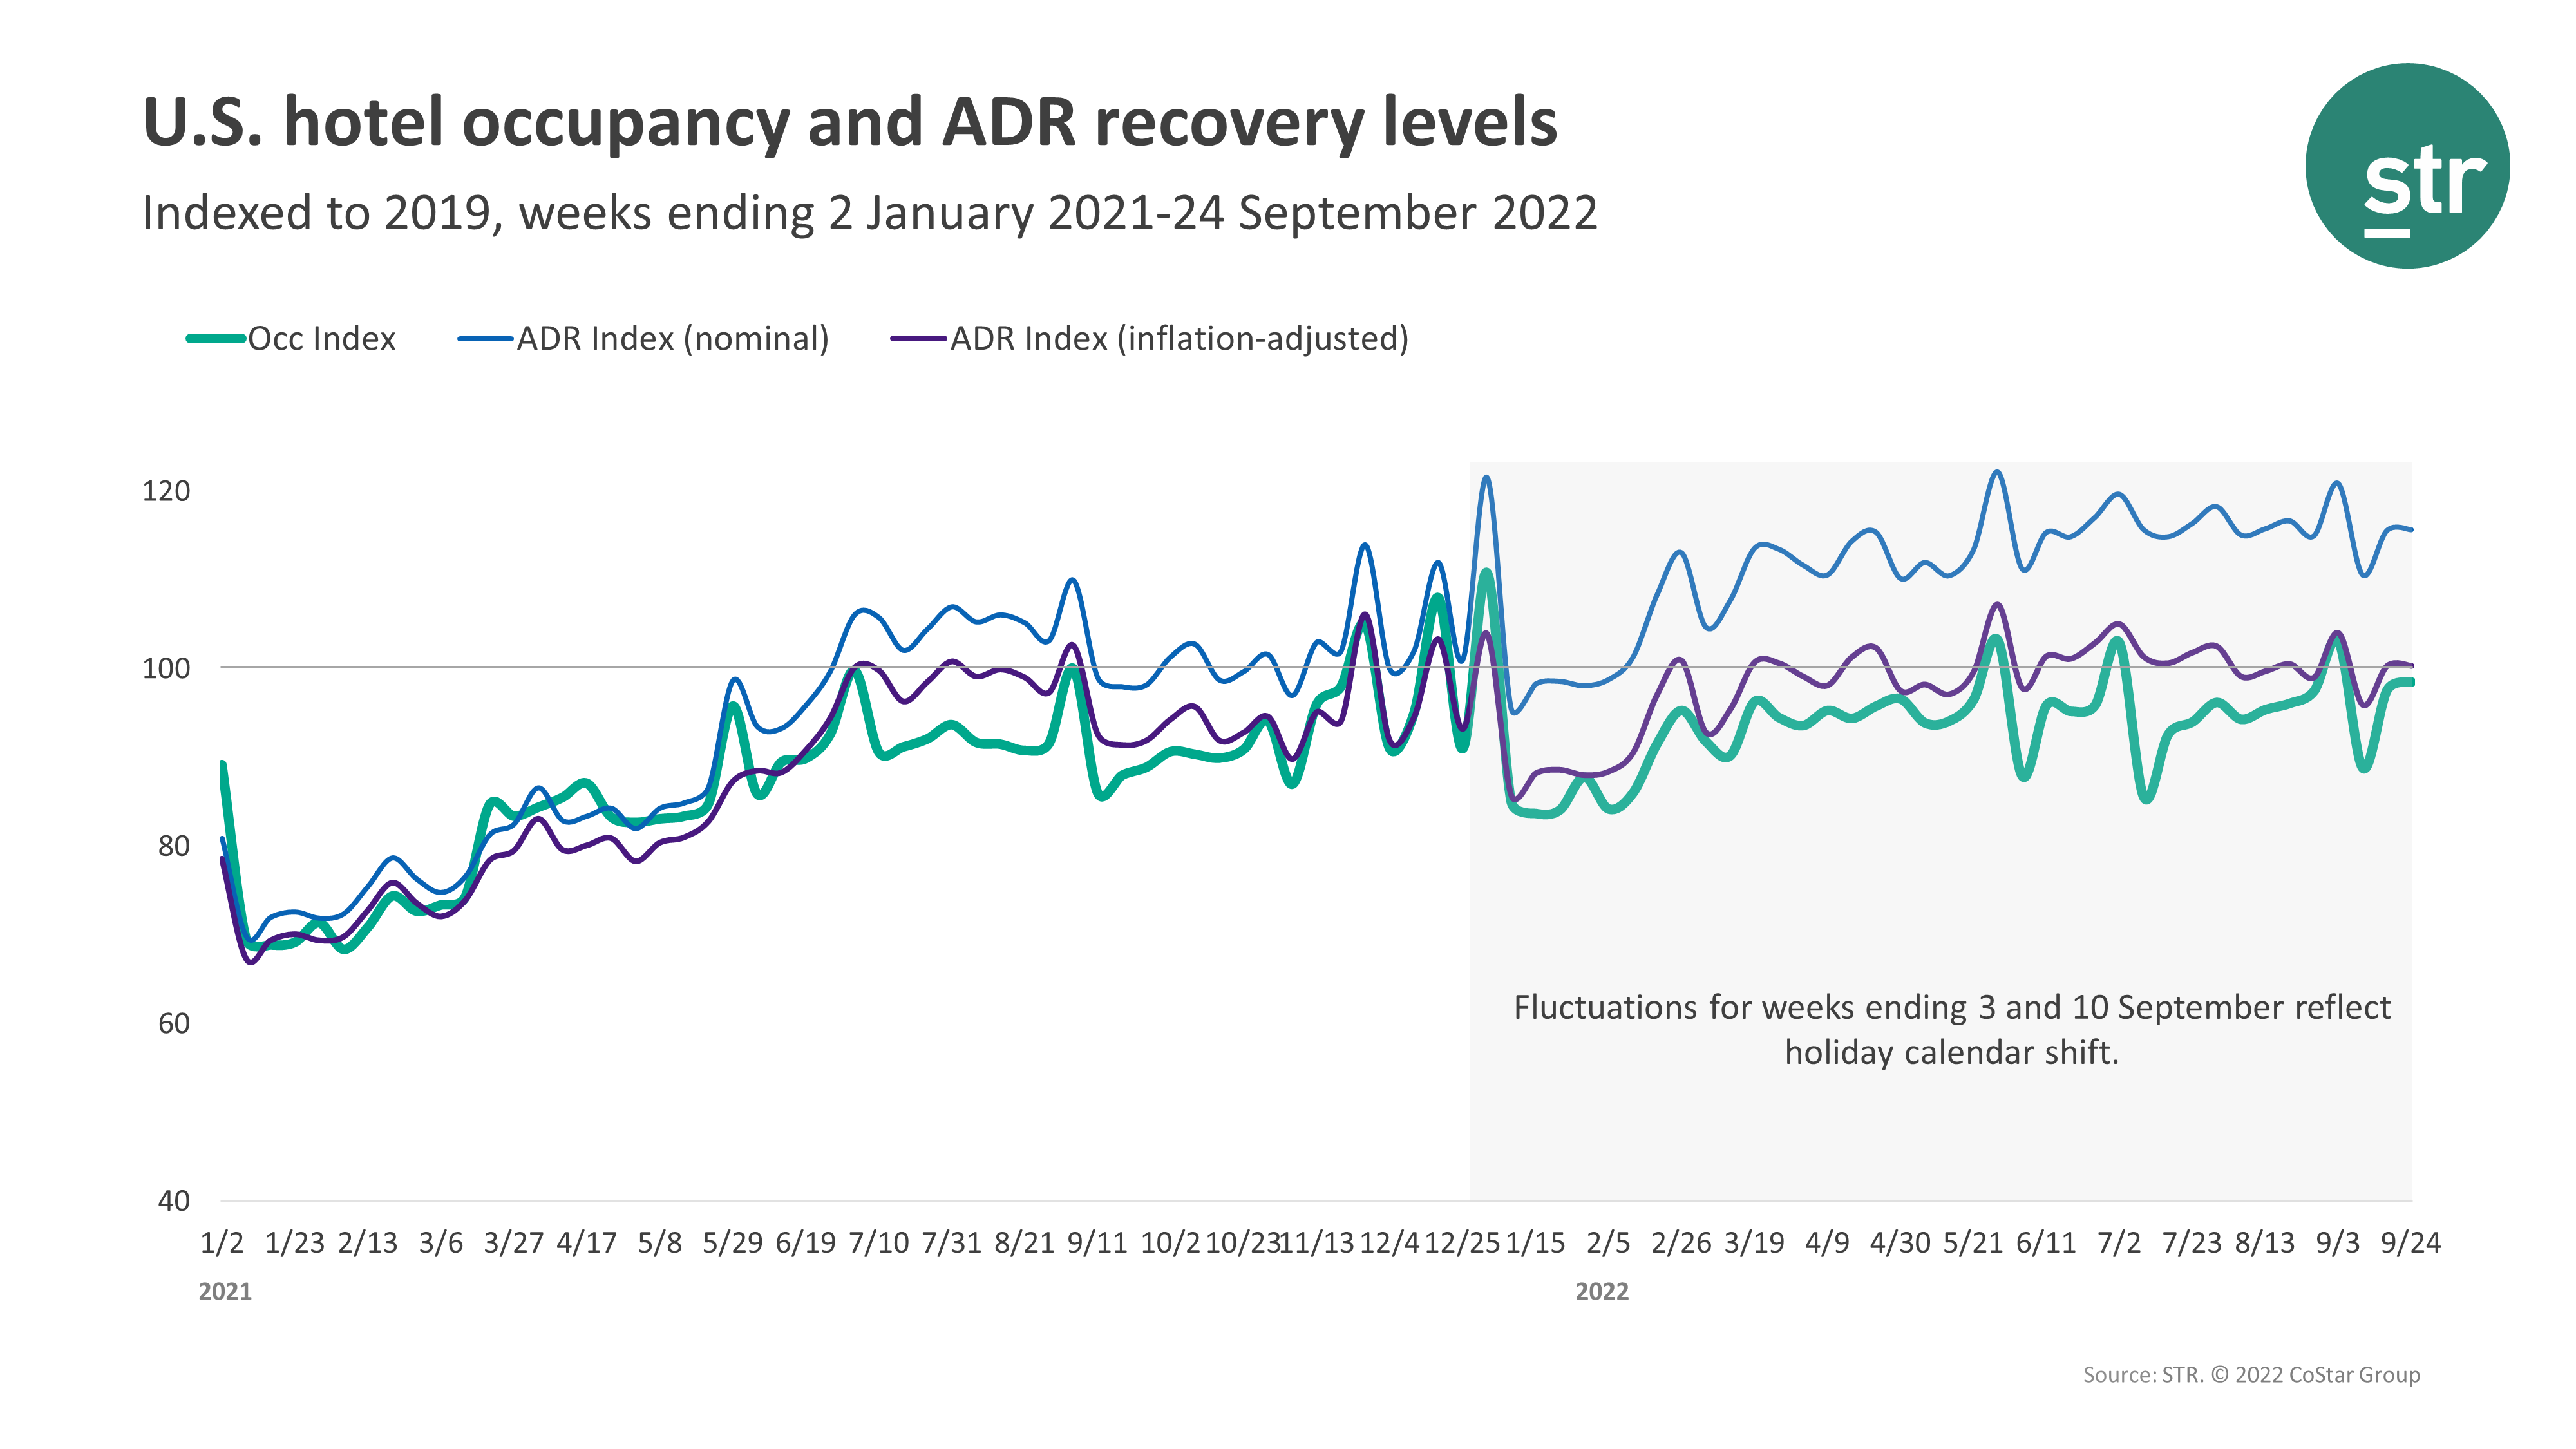 U.S. hotel occupancy and ADR recovery levels
Indexed to 2019, weeks ending 2 January 2021-24 September 2022
str
Occ Index ADR Index (nominal) ADR Index (inflation-adjusted)
120
100
80
60
40
Fluctuations for weeks ending 3 and 10 September reflect
holiday calendar shift.
1/2 1/23 2/13 3/6 3/27 4/17 5/8 5/29 6/19 7/10 7/31 8/21 9/11 10/2 10/23 11/13 12/4 12/25 1/15 2/5 2/26 3/19 4/9 4/30 5/21 6/11 7/2 7/23 8/13 9/3 9/24
2021 2022
Source: STR. © 2022 CoStar Group